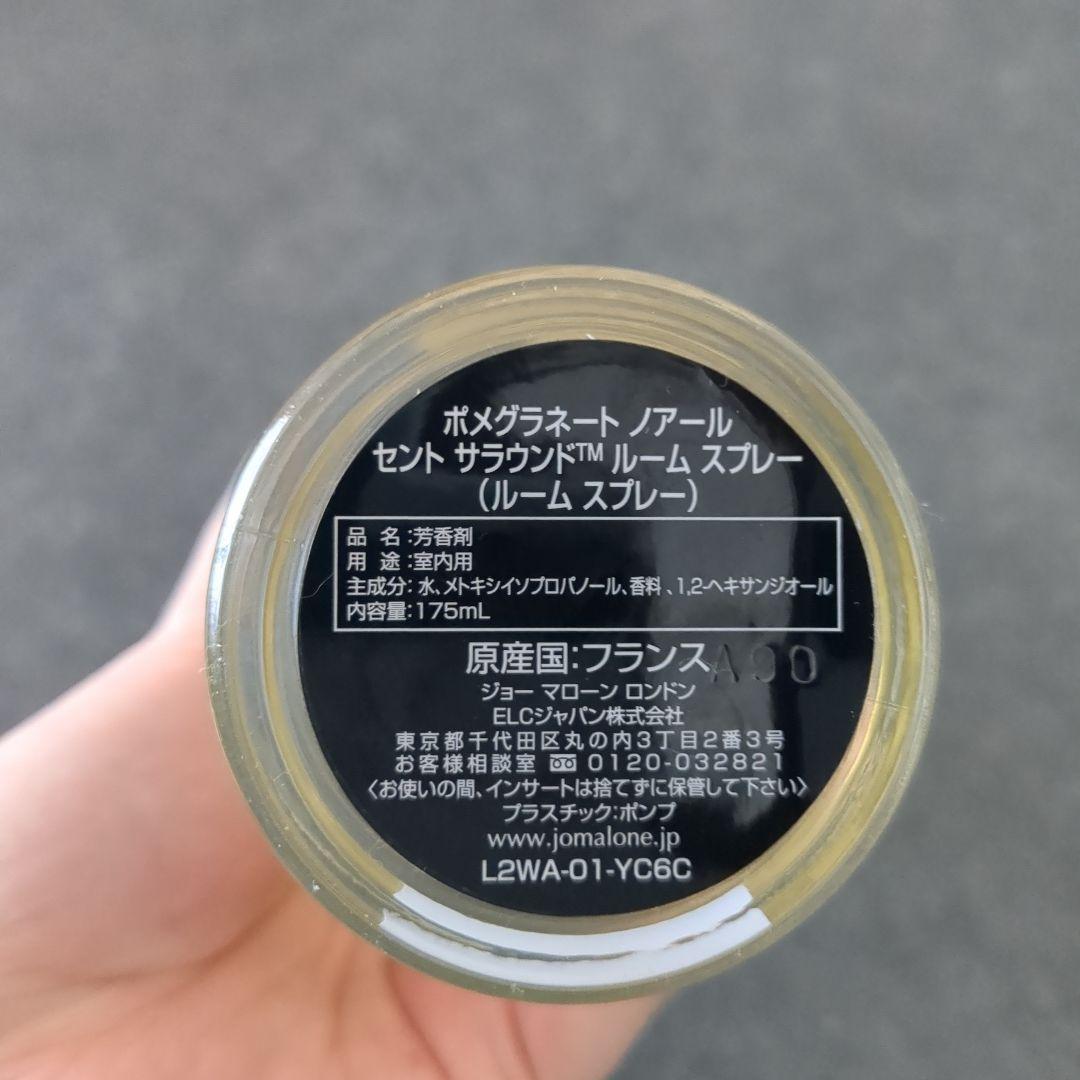 ポメグラネート ノアール
セント サラウンド™ ルーム スプレー
(ルーム スプレー)
品 名:芳香剤
用 途:室内用
主成分: 水、メトキシイソプロパノール、香料、1,2-ヘキサンジオール
内容量:175mL
原産国:フランス
A90
ジョー マローン ロンドン
ELCジャパン株式会社
東京都千代田区丸の内3丁目2番3号
お客様相談室 0120-032821
〈お使いの間、インサートは捨てずに保管して下さい〉
プラスチック:ポンプ
www.jomalone.jp
L2WA-01-YC6C